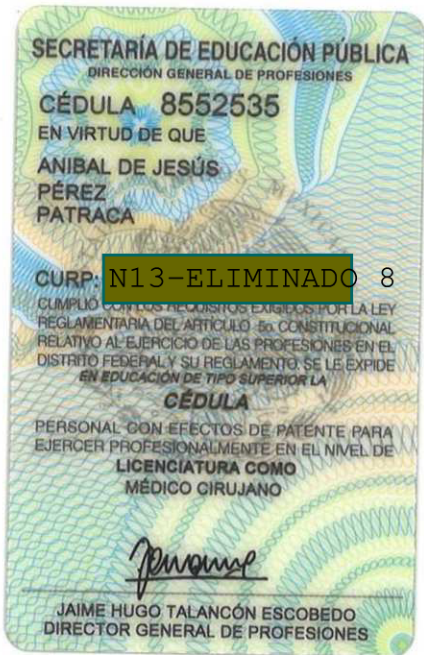 SECRETARÍA DE EDUCACIÓN PÚBLICA
DIRECCIÓN GENERAL DE PROFESIONES
CÉDULA 8552535
EN VIRTUD DE QUE
ANIBAL DE JESÚS
PÉREZ
PATRACA
CURP: N13-ELIMINADO 8
CUMPLIÓ CON LOS REQUISITOS EXIGIDOS POR LA LEY
REGLAMENTARIA DEL ARTÍCULO 5o. CONSTITUCIONAL
RELATIVO AL EJERCICIO DE LAS PROFESIONES EN EL
DISTRITO FEDERAL Y SU REGLAMENTO, SE LE EXPIDE
EN EDUCACIÓN DE TIPO SUPERIOR LA
CÉDULA
PERSONAL CON EFECTOS DE PATENTE PARA
EJERCER PROFESIONALMENTE EN EL NIVEL DE
LICENCIATURA COMO
MÉDICO CIRUJANO
JAIME HUGO TALANCÓN ESCOBEDO
DIRECTOR GENERAL DE PROFESIONES